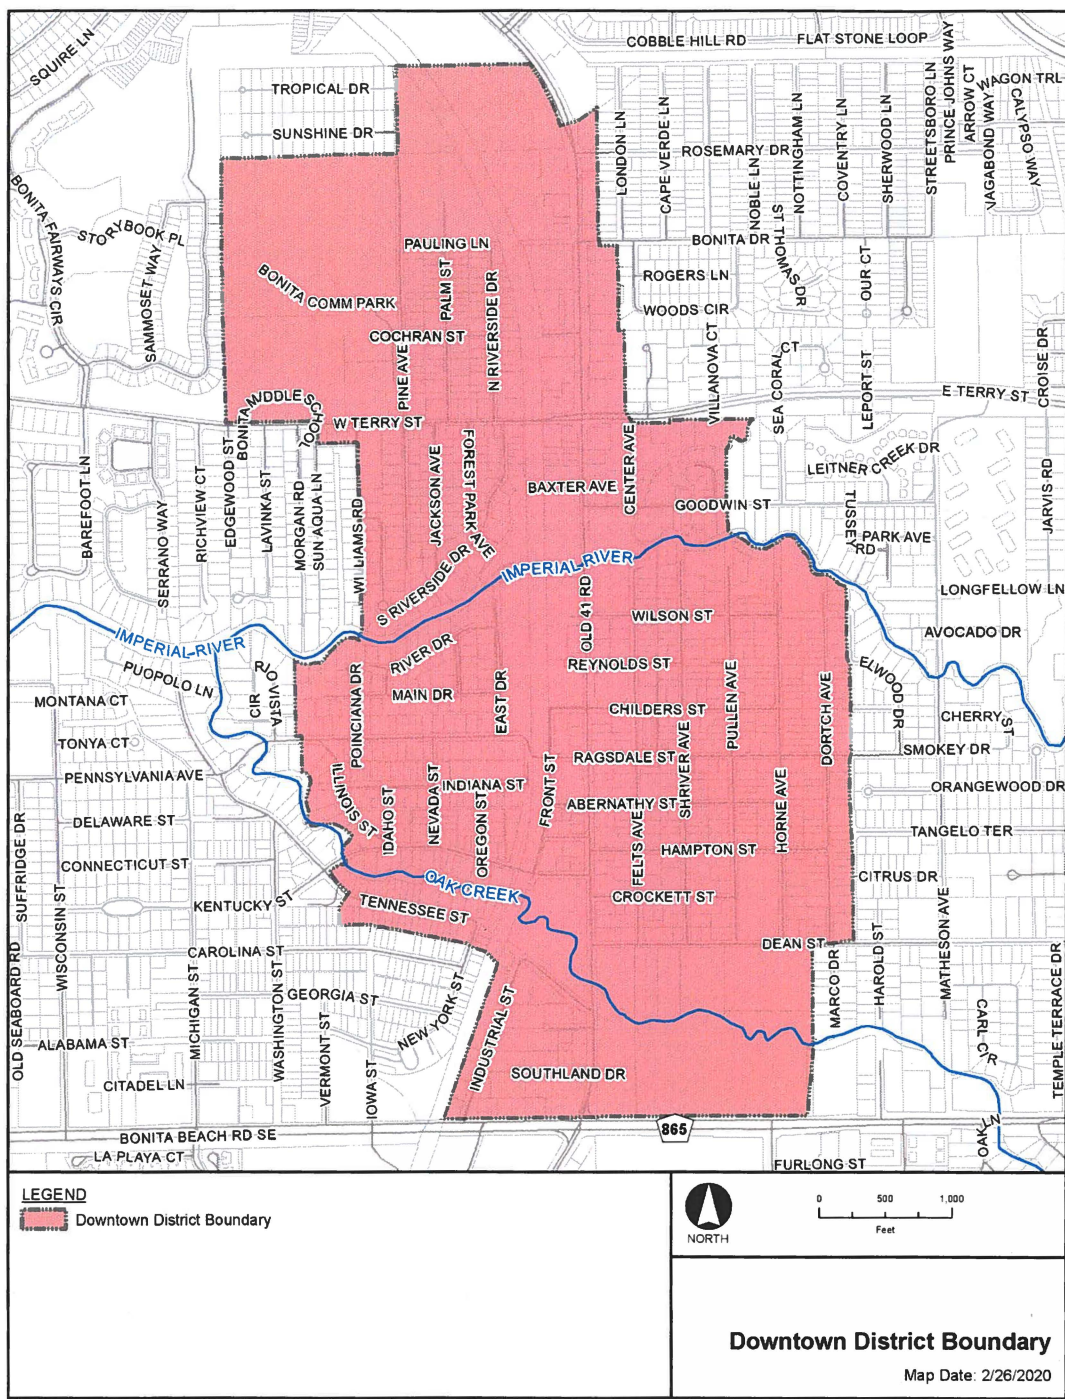 COBBLE HILL RD
FLAT STONE LOOP
SQUIRE LN
TROPICAL DR
SUNSHINE DR
LONDON LN
CAPE VERDE LN
ROSEMARY DR
NOBLE LN
NOTTINGHAM LN
COVENTRY LN
SHERWOOD LN
STREETSBORO LN
PRINCE JOHNS WAY
ARROW CT
WAGON TRL
VAGABOND WAY
CALYPSO WAY
BONITA FAIRWAYS CIR
STORYBOOK PL
SAMMOSET WAY
PAULING LN
BONITA COMM PARK
PALM ST
N RIVERSIDE DR
COCHRAN ST
PINE AVE
BONITA DR
ROGERS LN
WOODS CIR
ST THOMAS DR
OUR CT
VILLANOVA CT
SEA CORAL CT
LEPORT ST
CROISE DR
E TERRY ST
BONITA MIDDLE SCHOOL
W TERRY ST
BAREFOOT LN
SERRANO WAY
RICHVIEW CT
EDGEWOOD ST
LAVINKA ST
MORGAN RD
SUN AQUA LN
WILLIAMS RD
JACKSON AVE
FOREST PARK AVE
BAXTER AVE
CENTER AVE
GOODWIN ST
LEITNER CREEK DR
TUSSEY RD
PARK AVE
JARVIS RD
S RIVERSIDE DR
IMPERIAL RIVER
OLD 41 RD
WILSON ST
LONGFELLOW LN
AVOCADO DR
IMPERIAL RIVER
PUOPOLO LN
RIO VISTA CIR
RIVER DR
REYNOLDS ST
ELWOOD DR
MONTANA CT
POINCIANA DR
MAIN DR
EAST DR
CHILDERS ST
PULLEN AVE
DORTCH AVE
CHERRY ST
TONYA CT
RAGSDALE ST
SHRIVER AVE
SMOKEY DR
PENNSYLVANIA AVE
ILLINOIS ST
IDAHO ST
NEVADA ST
INDIANA ST
OREGON ST
FRONT ST
ABERNATHY ST
HORNE AVE
ORANGEWOOD DR
DELAWARE ST
FELTS AVE
HAMPTON ST
TANGELO TER
SUFFRIDGE DR
CONNECTICUT ST
OAK CREEK
CROCKETT ST
CITRUS DR
WISCONSIN ST
KENTUCKY ST
TENNESSEE ST
DEAN ST
MARCO DR
HAROLD ST
MATHESON AVE
OLD SEABOARD RD
CAROLINA ST
MICHIGAN ST
WASHINGTON ST
GEORGIA ST
NEW YORK ST
INDUSTRIAL ST
CARL CIR
TEMPLE TERRACE DR
ALABAMA ST
VERMONT ST
IOWA ST
CITADEL LN
SOUTHLAND DR
BONITA BEACH RD SE
865
OAK LN
LA PLAYA CT
FURLONG ST
LEGEND
Downtown District Boundary
NORTH
0 500 1,000
Feet
Downtown District Boundary
Map Date: 2/26/2020